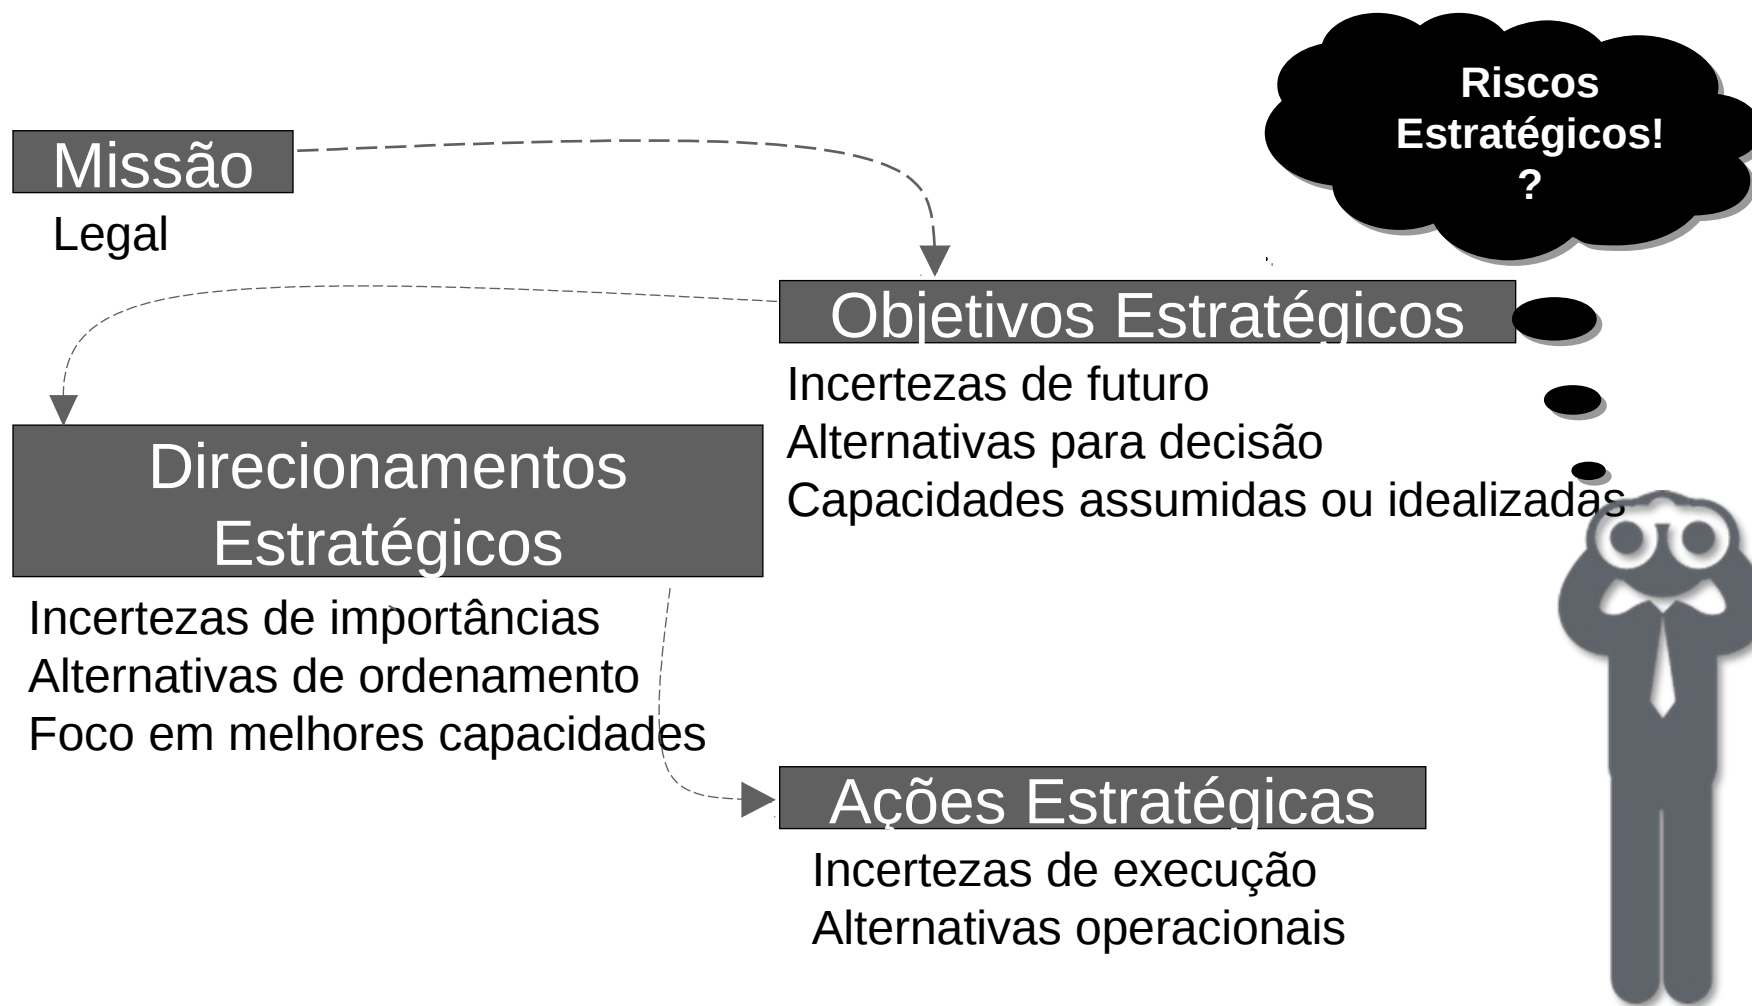 Riscos
Estratégicos!
?
Missão
Legal
Objetivos Estratégicos
Incertezas de futuro
Alternativas para decisão
Capacidades assumidas ou idealizadas
Direcionamentos
Estratégicos
Incertezas de importâncias
Alternativas de ordenamento
Foco em melhores capacidades
Ações Estratégicas
Incertezas de execução
Alternativas operacionais